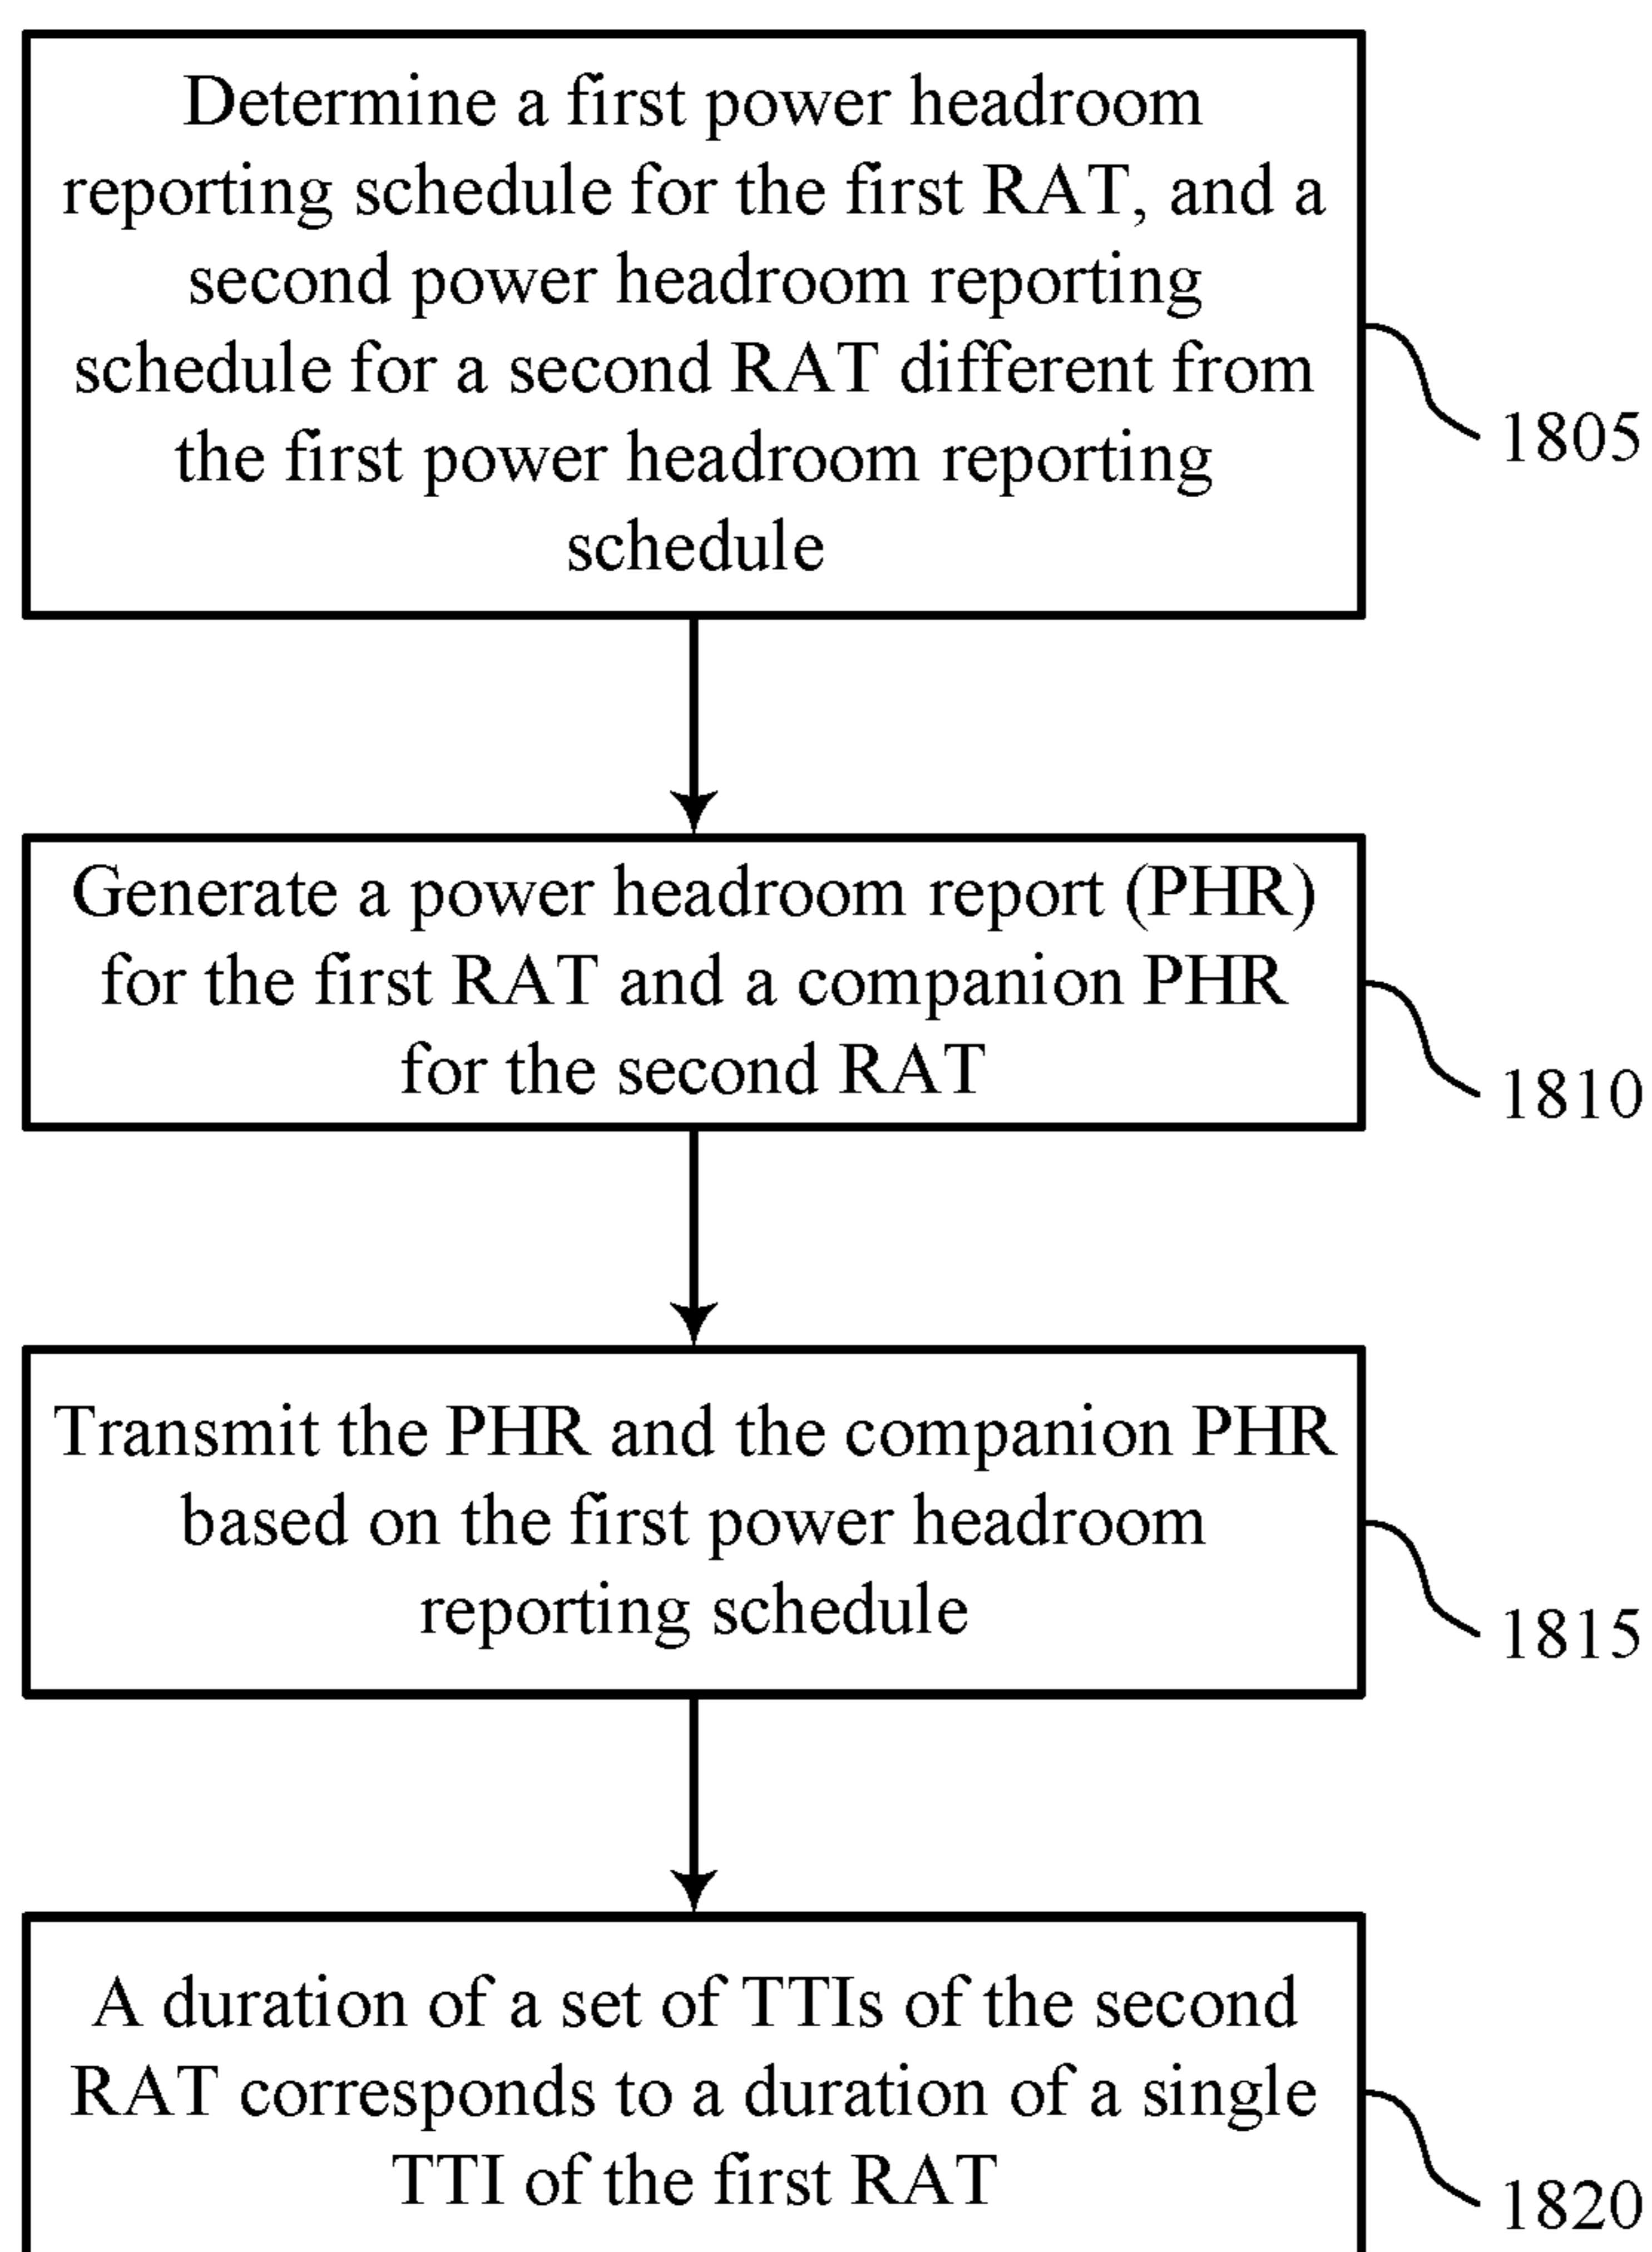 Determine a first power headroom
reporting schedule for the first RAT, and a
second power headroom reporting
schedule for a second RAT different from
the first power headroom reporting
schedule
1805
Generate a power headroom report (PHR)
for the first RAT and a companion PHR
for the second RAT
1810
Transmit the PHR and the companion PHR
based on the first power headroom
reporting schedule
1815
A duration of a set of TTIs of the second
RAT corresponds to a duration of a single
TTI of the first RAT
1820